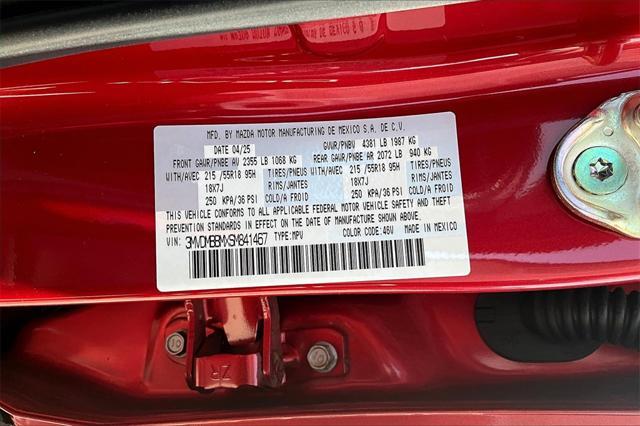 MFD. BY MAZDA MOTOR MANUFACTURING DE MEXICO S.A. DE C.V.
DATE 04/25 GVWR/PNBV 4381 LB 1987 KG
FRONT GAWR/PNBE AV 2355 LB 1068 KG REAR GAWR/PNBE AR 2072 LB 940 KG
WITH/AVEC 215 /55R18 95H TIRES/PNEUS WITH/AVEC 215 /55R18 95H TIRES/PNEUS
18X7J RIMS/JANTES 18X7J RIMS/JANTES
250 KPA/36 PSI COLD/A FROID 250 KPA/36 PSI COLD/A FROID
THIS VEHICLE CONFORMS TO ALL APPLICABLE FEDERAL MOTOR VEHICLE SAFETY AND THEFT
PREVENTION STANDARDS IN EFFECT ON THE DATE OF MANUFACTURE SHOWN ABOVE.
VIN: 3MVDMBBMXSM841467 TYPE:MPV COLOR CODE:46V MADE IN MEXICO
ZR